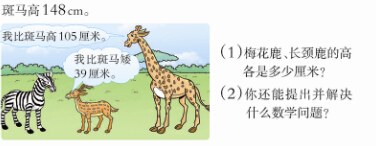 斑马高148cm。
我比斑马高105厘米。
我比斑马矮
39厘米。
(1)梅花鹿、长颈鹿的高
各是多少厘米?
(2)你还能提出并解决
什么数学问题?